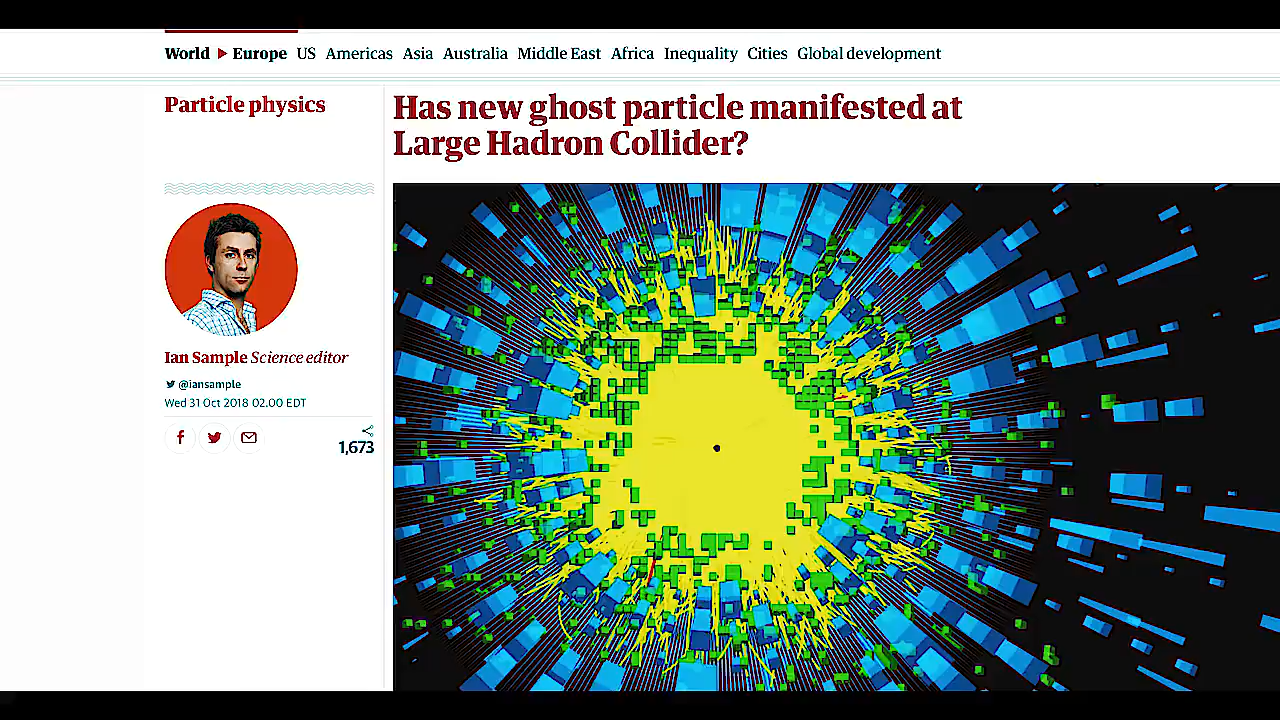 World Europe US Americas Asia Australia Middle East Africa Inequality Cities Global development
Particle physics
Has new ghost particle manifested at
Large Hadron Collider?
Ian Sample Science editor
@iansample
Wed 31 Oct 2018 02.00 EDT
1,673